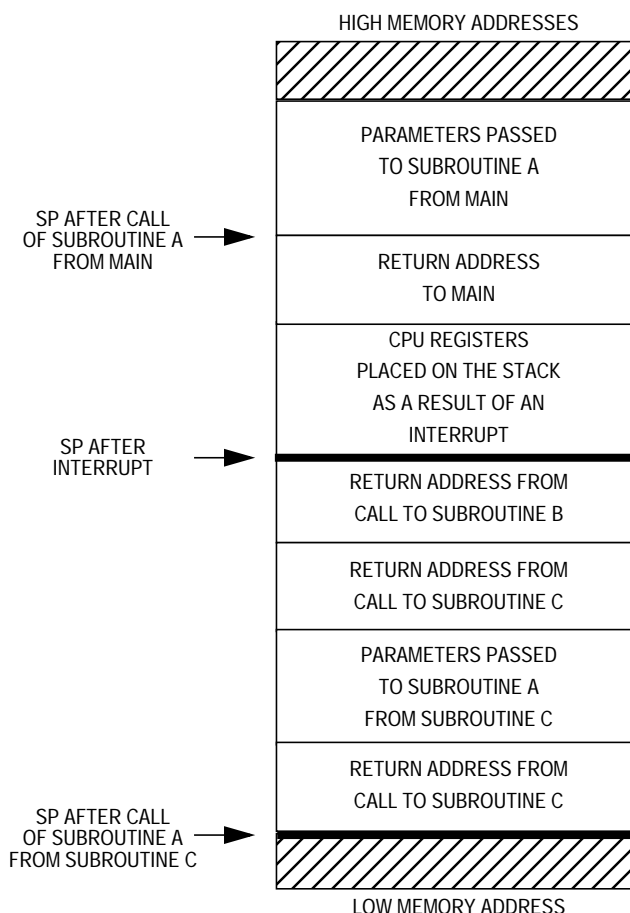 HIGH MEMORY ADDRESSES
PARAMETERS PASSED
TO SUBROUTINE A
FROM MAIN
SP AFTER CALL
OF SUBROUTINE A
FROM MAIN
RETURN ADDRESS
TO MAIN
CPU REGISTERS
PLACED ON THE STACK
AS A RESULT OF AN
INTERRUPT
SP AFTER
INTERRUPT
RETURN ADDRESS FROM
CALL TO SUBROUTINE B
RETURN ADDRESS FROM
CALL TO SUBROUTINE C
PARAMETERS PASSED
TO SUBROUTINE A
FROM SUBROUTINE C
RETURN ADDRESS FROM
CALL TO SUBROUTINE C
SP AFTER CALL
OF SUBROUTINE A
FROM SUBROUTINE C
LOW MEMORY ADDRESS